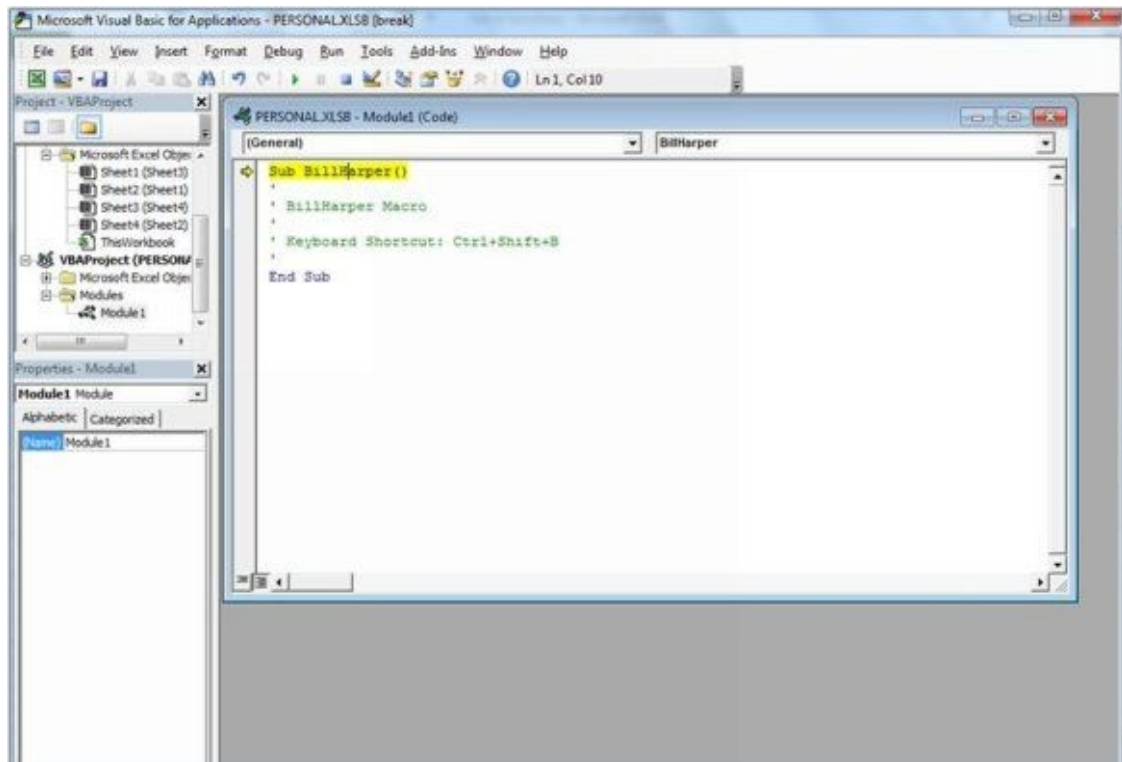 Microsoft Visual Basic for Applications - PERSONAL.XLSB [break]
File Edit View Insert Format Debug Run Tools Add-Ins Window Help
Ln 1, Col 10
Project - VBAProject
Microsoft Excel Objec
Sheet1 (Sheet3)
Sheet2 (Sheet1)
Sheet3 (Sheet4)
Sheet4 (Sheet2)
ThisWorkbook
VBAProject (PERSONA
Microsoft Excel Objec
Modules
Module1
Properties - Module1
Module1 Module
Alphabetic Categorized
(Name) Module1
PERSONAL.XLSB - Module1 (Code)
(General) BillHarper
Sub BillHarper()
'
' BillHarper Macro
'
' Keyboard Shortcut: Ctrl+Shift+B
'
End Sub